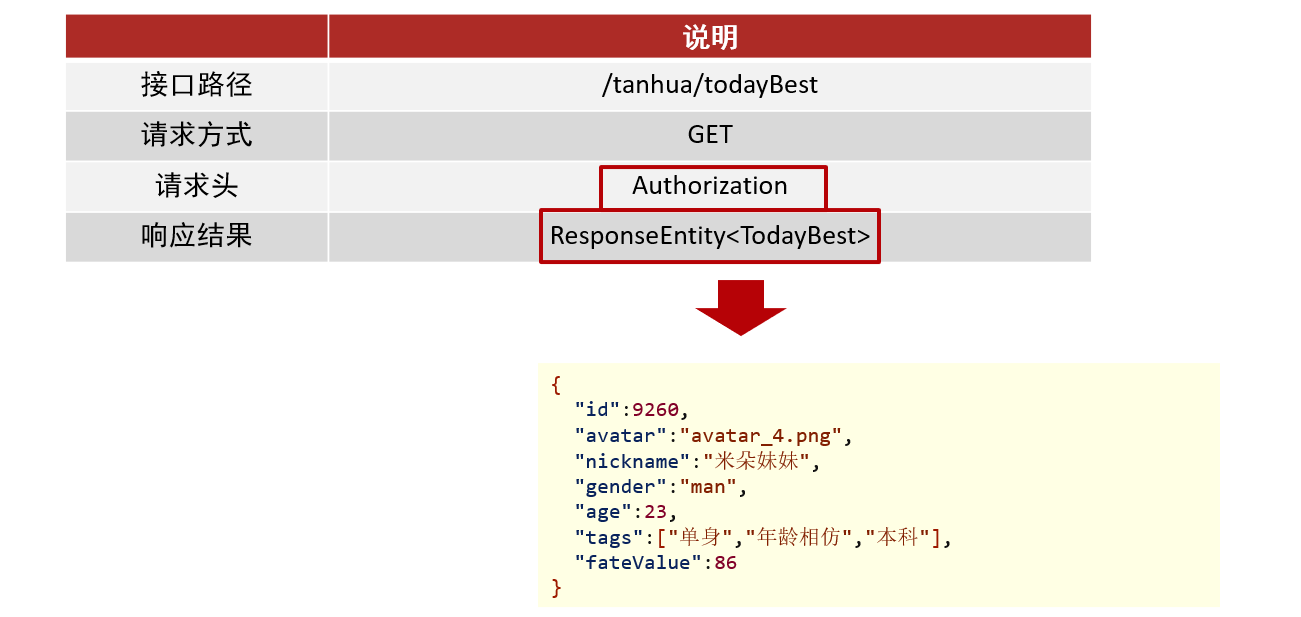 说明
接口路径 /tanhua/todayBest
请求方式 GET
请求头 Authorization
响应结果 ResponseEntity<TodayBest>
{
"id":9260,
"avatar":"avatar_4.png",
"nickname":"米朵妹妹",
"gender":"man",
"age":23,
"tags":["单身","年龄相仿","本科"],
"fateValue":86
}